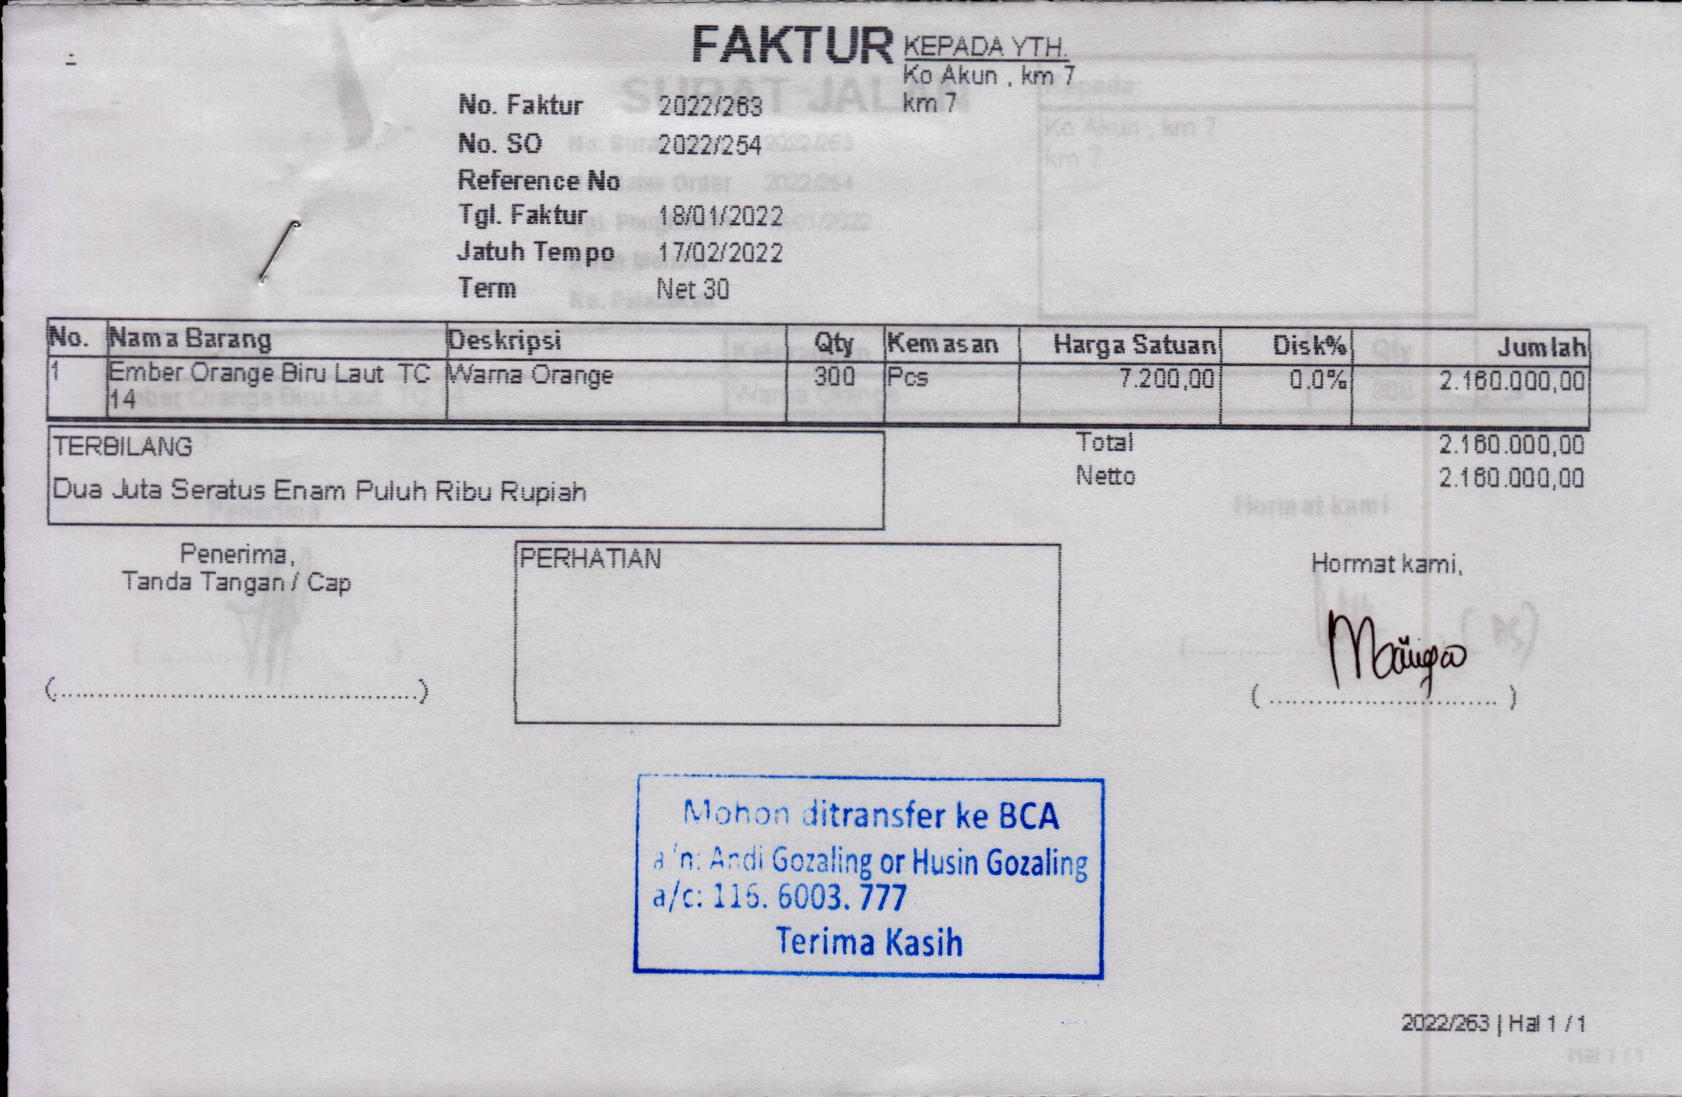 FAKTUR
KEPADA YTH.
Ko Akun , km 7
km 7
No. Faktur 2022/263
No. SO 2022/254
Reference No
Tgl. Faktur 18/01/2022
Jatuh Tempo 17/02/2022
Term Net 30
No. Nama Barang Deskripsi Qty Kemasan Harga Satuan Disk% Jumlah
1 Ember Orange Biru Laut TC Warna Orange 300 Pcs 7.200,00 0,0% 2.160.000,00
14
TERBILANG
Dua Juta Seratus Enam Puluh Ribu Rupiah
Total 2.160.000,00
Netto 2.160.000,00
Penerima,
Tanda Tangan / Cap
(................................................)
PERHATIAN
Hormat kami,
( ............................. )
Mohon ditransfer ke BCA
a/n: Andi Gozaling or Husin Gozaling
a/c: 116. 6003. 777
Terima Kasih
2022/263 | Hal 1 / 1